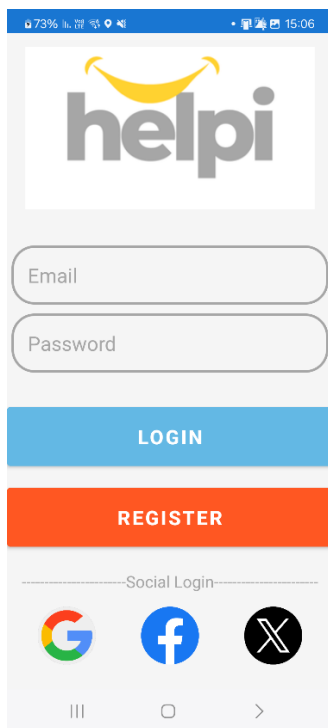 73% 15:06
helpi
Email
Password
LOGIN
REGISTER
Social Login